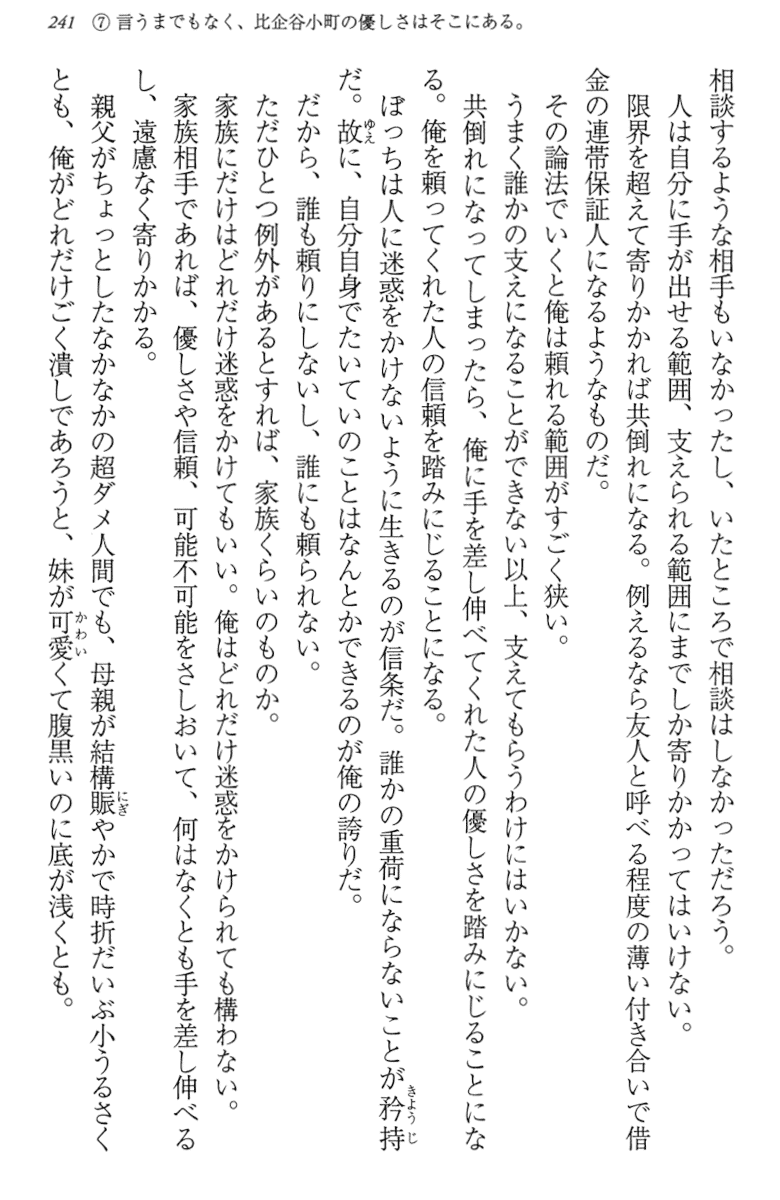 241 ⑦ 言うまでもなく、比企谷小町の優しさはそこにある。
相談するような相手もいなかったし、いたところで相談はしなかっただろう。
人は自分に手が出せる範囲、支えられる範囲にまでしか寄りかかってはいけない。
限界を超えて寄りかかれば共倒れになる。例えるなら友人と呼べる程度の薄い付き合いで借
金の連帯保証人になるようなものだ。
その論法でいくと俺は頼れる範囲がすごく狭い。
うまく誰かの支えになることができない以上、支えてもらうわけにはいかない。
共倒れになってしまったら、俺に手を差し伸べてくれた人の優しさを踏みにじることにな
る。俺を頼ってくれた人の信頼を踏みにじることになる。
ぼっちは人に迷惑をかけないように生きるのが信条だ。誰かの重荷にならないことが矜持
だ。故に、自分自身でたいていのことはなんとかできるのが俺の誇りだ。
だから、誰も頼りにしないし、誰にも頼られない。
ただひとつ例外があるとすれば、家族くらいのものか。
家族にだけはどれだけ迷惑をかけてもいい。俺はどれだけ迷惑をかけられても構わない。
家族相手であれば、優しさや信頼、可能不可能をさしおいて、何はなくとも手を差し伸べる
し、遠慮なく寄りかかる。
親父がちょっとしたなかなかの超ダメ人間でも、母親が結構賑やかで時折だいぶ小うるさく
とも、俺がどれだけごく潰しであろうと、妹が可愛くて腹黒いのに底が浅くとも。